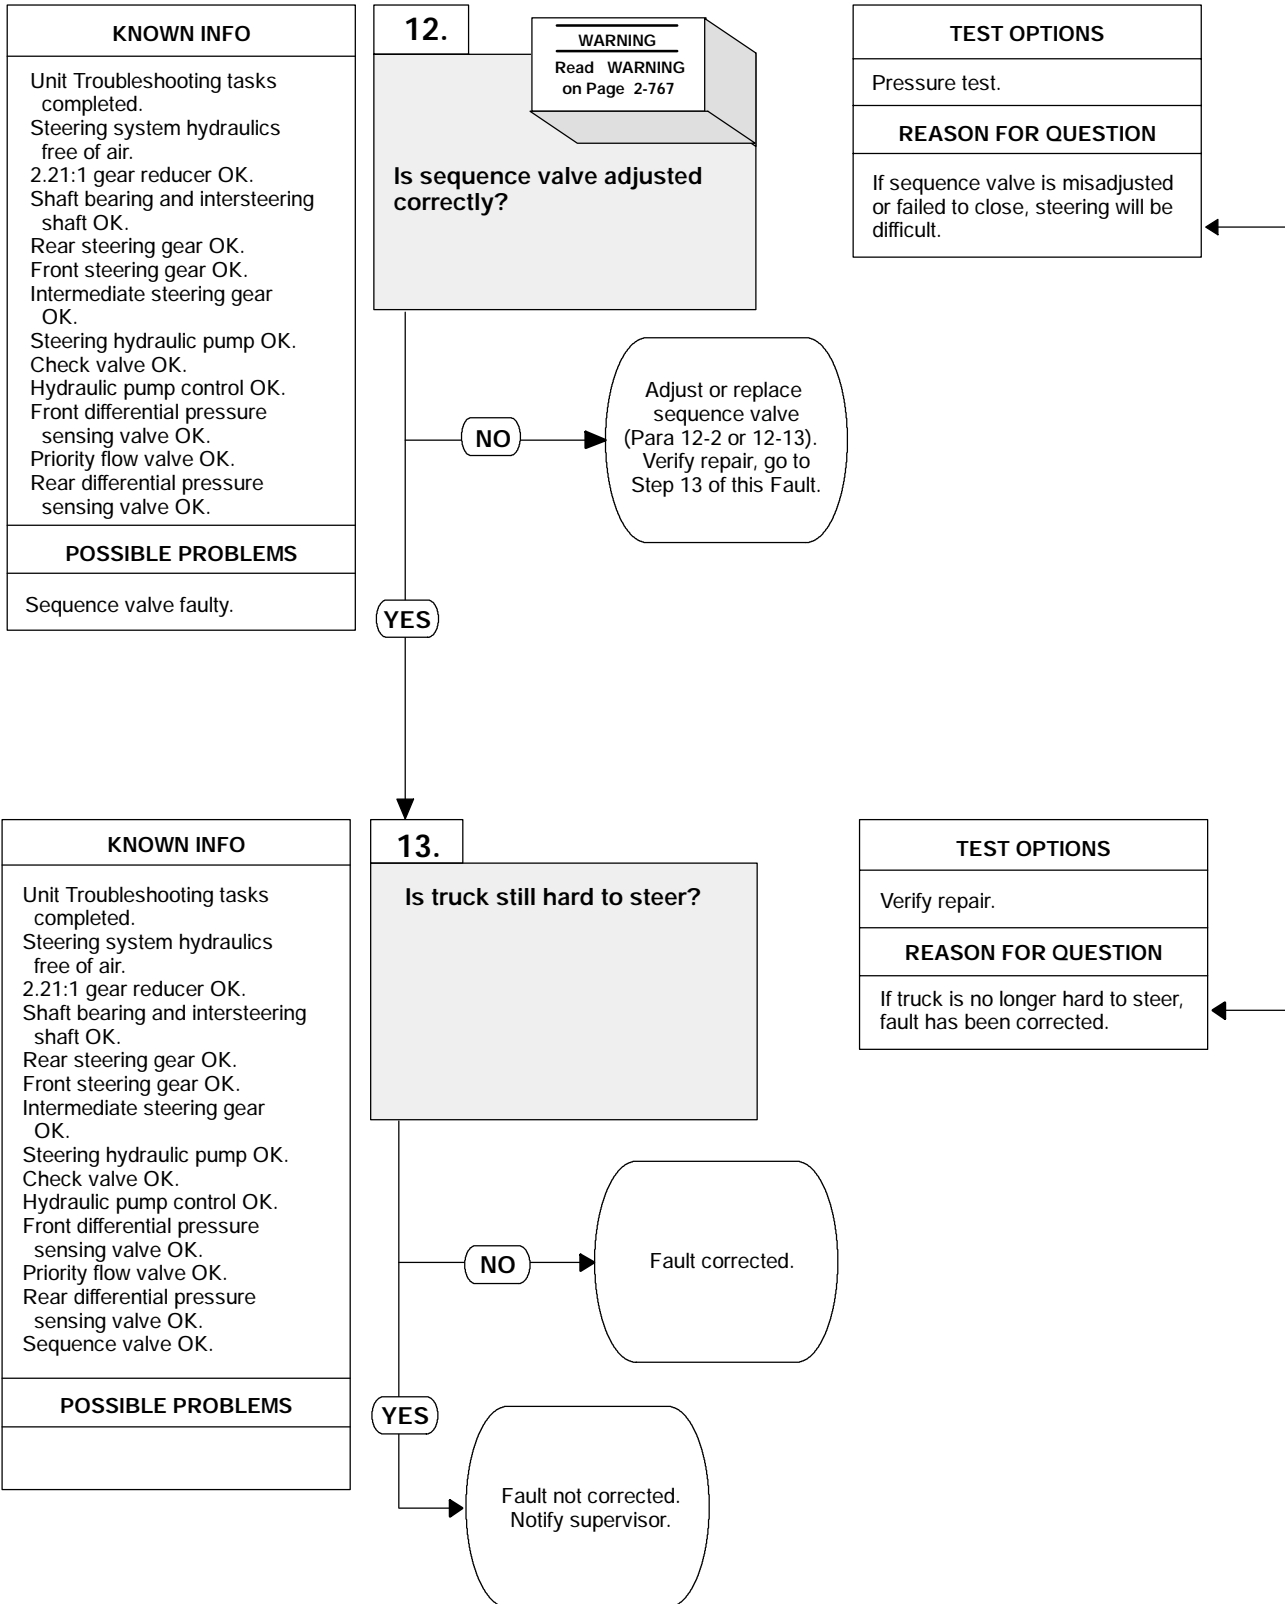 KNOWN INFO
Unit Troubleshooting tasks
completed.
Steering system hydraulics
free of air.
2.21:1 gear reducer OK.
Shaft bearing and intersteering
shaft OK.
Rear steering gear OK.
Front steering gear OK.
Intermediate steering gear
OK.
Steering hydraulic pump OK.
Check valve OK.
Hydraulic pump control OK.
Front differential pressure
sensing valve OK.
Priority flow valve OK.
Rear differential pressure
sensing valve OK.
POSSIBLE PROBLEMS
Sequence valve faulty.
12.
WARNING
Read WARNING
on Page 2-767
Is sequence valve adjusted
correctly?
TEST OPTIONS
Pressure test.
REASON FOR QUESTION
If sequence valve is misadjusted
or failed to close, steering will be
difficult.
NO
Adjust or replace
sequence valve
(Para 12-2 or 12-13).
Verify repair, go to
Step 13 of this Fault.
YES
KNOWN INFO
Unit Troubleshooting tasks
completed.
Steering system hydraulics
free of air.
2.21:1 gear reducer OK.
Shaft bearing and intersteering
shaft OK.
Rear steering gear OK.
Front steering gear OK.
Intermediate steering gear
OK.
Steering hydraulic pump OK.
Check valve OK.
Hydraulic pump control OK.
Front differential pressure
sensing valve OK.
Priority flow valve OK.
Rear differential pressure
sensing valve OK.
Sequence valve OK.
POSSIBLE PROBLEMS
13.
Is truck still hard to steer?
TEST OPTIONS
Verify repair.
REASON FOR QUESTION
If truck is no longer hard to steer,
fault has been corrected.
NO
Fault corrected.
YES
Fault not corrected.
Notify supervisor.